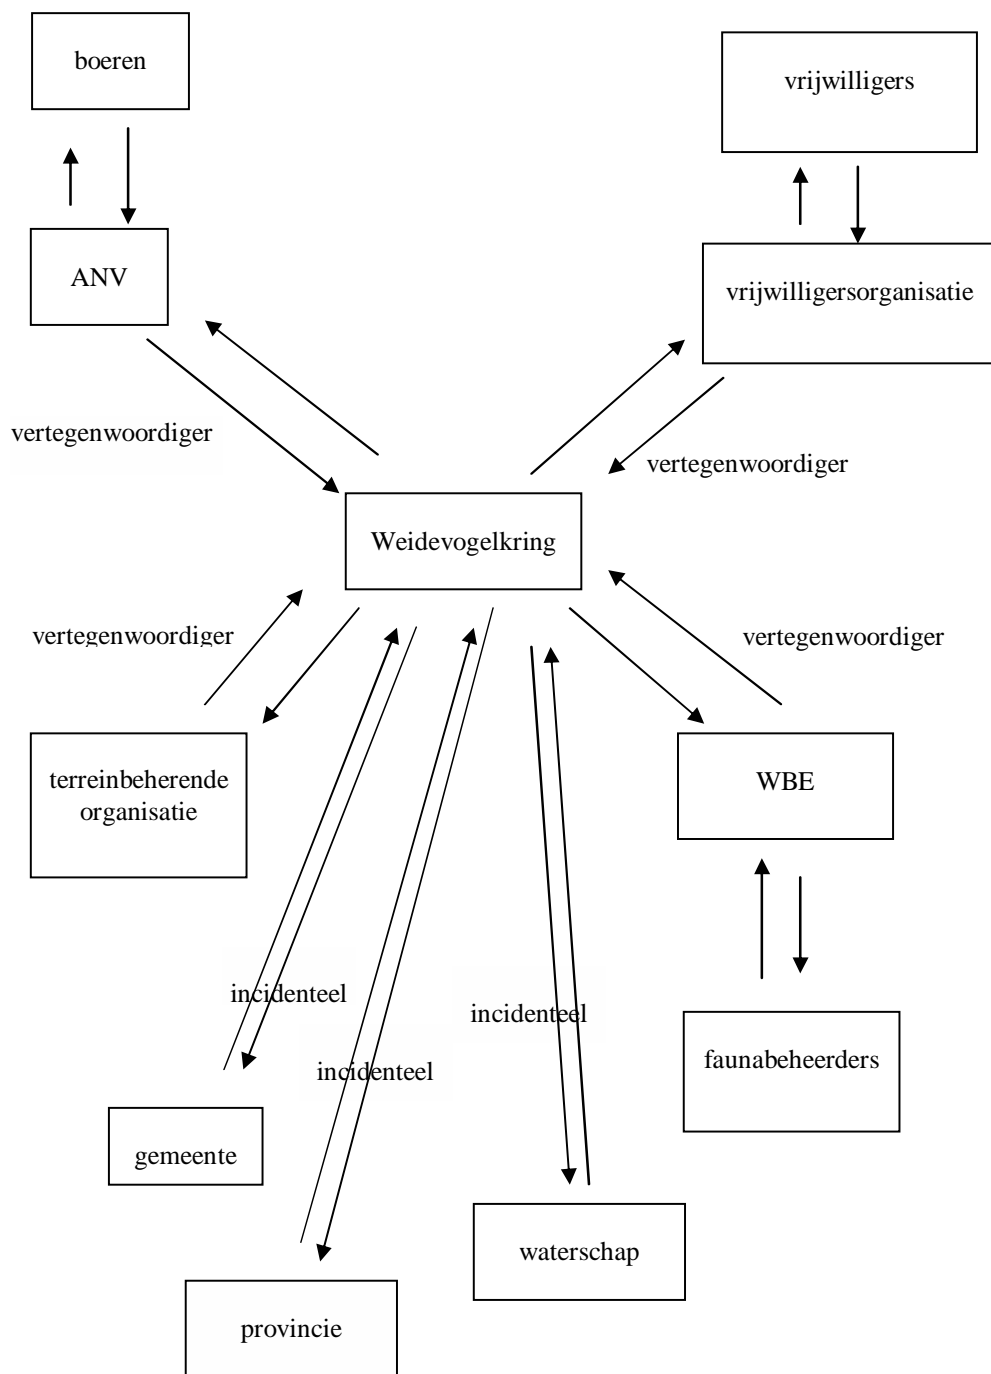 boeren
vrijwilligers
ANV
vrijwilligersorganisatie
vertegenwoordiger
vertegenwoordiger
Weidevogelkring
vertegenwoordiger
vertegenwoordiger
terreinbeherende
organisatie
WBE
incidenteel
incidenteel
incidenteel
faunabeheerders
gemeente
waterschap
provincie